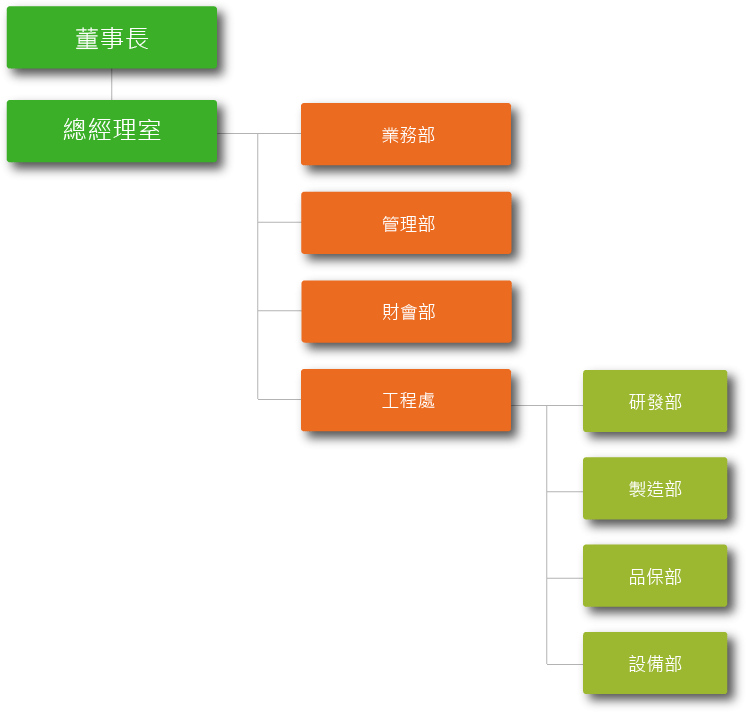 董事長
總經理室
業務部
管理部
財會部
工程處
研發部
製造部
品保部
設備部